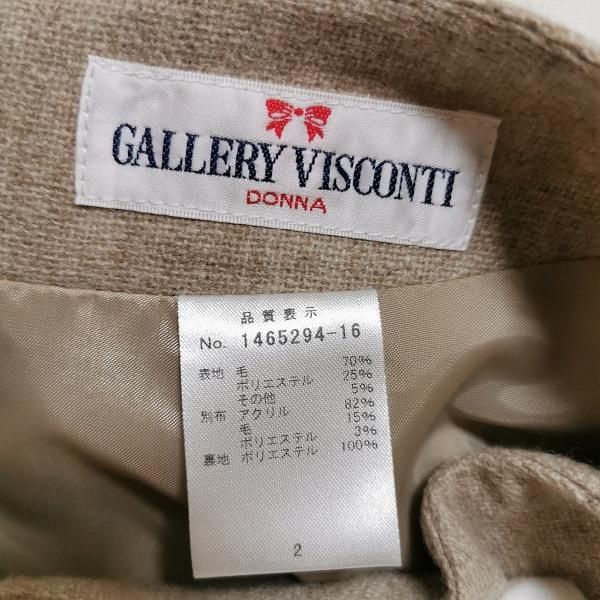 GALLERY VISCONTI
DONNA
品質表示
No. 1465294-16
表地 毛 70%
ポリエステル 25%
その他 5%
別布 アクリル 82%
毛 15%
ポリエステル 3%
裏地 ポリエステル 100%
2